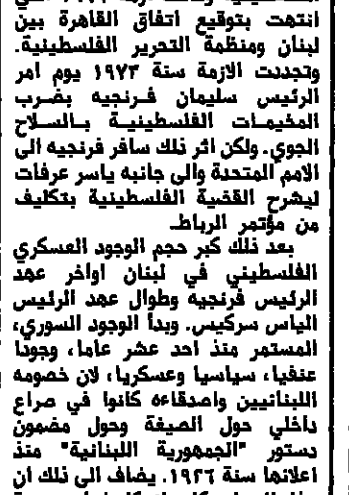 انتهت بتوقيع اتفاق القاهرة بين
لبنان ومنظمة التحرير الفلسطينية.
وتجددت الازمة سنة ١٩٧٣ يوم امر
الرئيس سليمان فرنجيه بضرب
المخيمات الفلسطينية بالسلاح
الجوي. ولكن اثر ذلك سافر فرنجيه الى
الامم المتحدة والى جانبه ياسر عرفات
ليشرح القضية الفلسطينية بتكليف
من مؤتمر الرباط.
بعد ذلك كبر حجم الوجود العسكري
الفلسطيني في لبنان اواخر عهد
الرئيس فرنجيه وطوال عهد الرئيس
الياس سركيس. وبدأ الوجود السوري،
المستمر منذ احد عشر عاما، وجودا
عنفيا، سياسيا وعسكريا، لان خصومه
اللبنانيين واصدقاءه كانوا في صراع
داخلي حول الصيغة وحول مضمون
دستور "الجمهورية اللبنانية" منذ
اعلانها سنة ١٩٢٦. يضاف الى ذلك ان